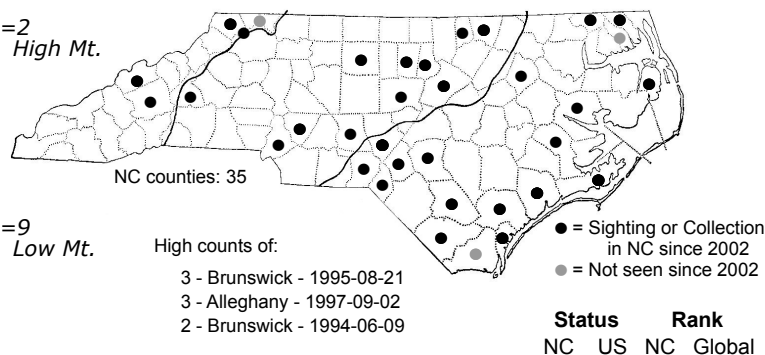 =2
High Mt.
NC counties: 35
=9
Low Mt.
High counts of:
3 - Brunswick - 1995-08-21
3 - Alleghany - 1997-09-02
2 - Brunswick - 1994-06-09
● = Sighting or Collection
in NC since 2002
● = Not seen since 2002
Status Rank
NC US NC Global